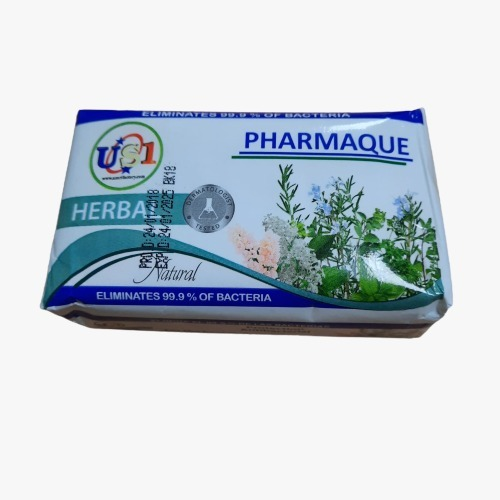 ELIMINATES 99.9 % OF BACTERIA
US1
PHARMAQUE
DERMATOLOGIST
TESTED
HERBA
PROD:24/01/2018
EXP:24/01/2025 BK18
Natural
ELIMINATES 99.9 % OF BACTERIA